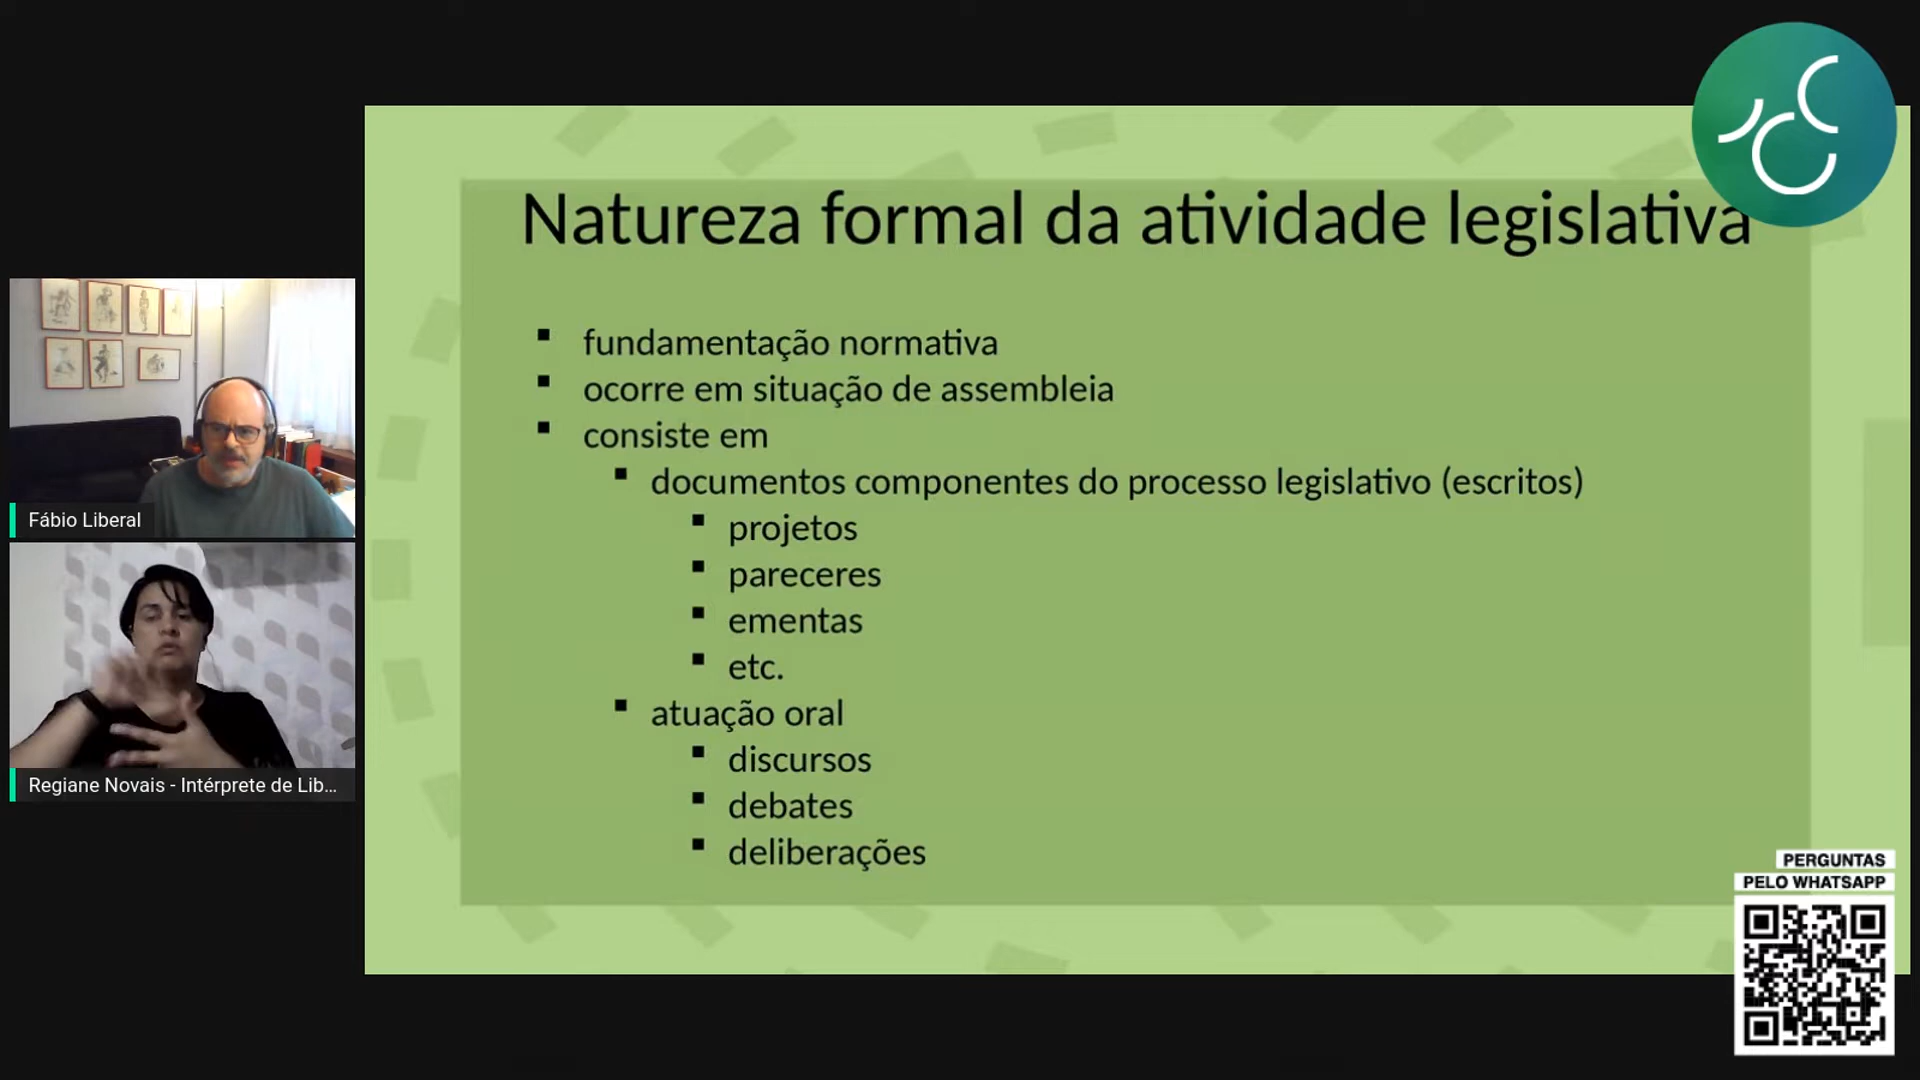 Natureza formal da atividade legislativa
fundamentação normativa
ocorre em situação de assembleia
consiste em
documentos componentes do processo legislativo (escritos)
projetos
pareceres
ementas
etc.
atuação oral
discursos
debates
deliberações
Fábio Liberal
Regiane Novais - Intérprete de Lib...
PERGUNTAS
PELO WHATSAPP